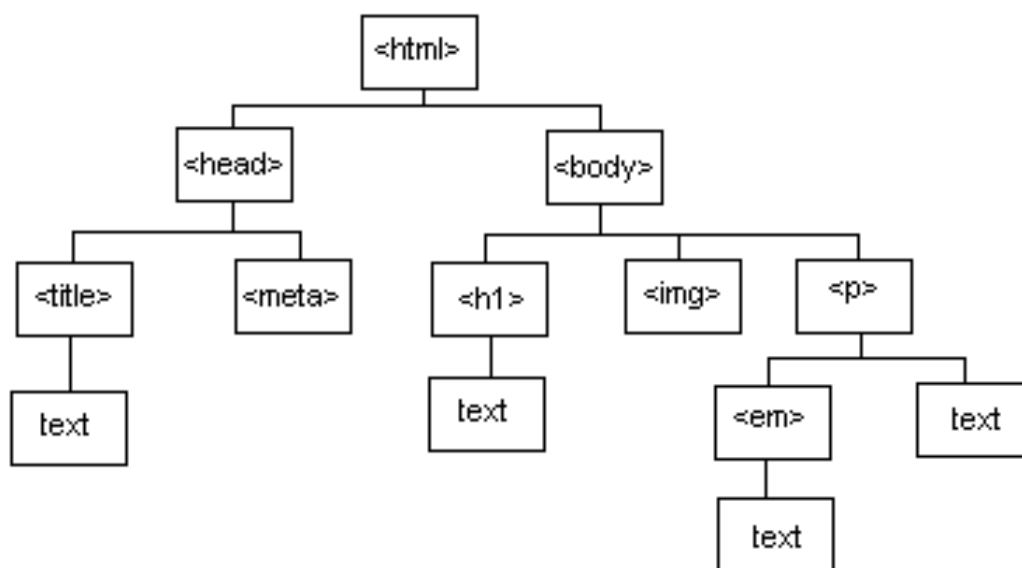 <html>
<head>
<body>
<title>
<meta>
<h1>
<img>
<p>
text
text
<em>
text
text